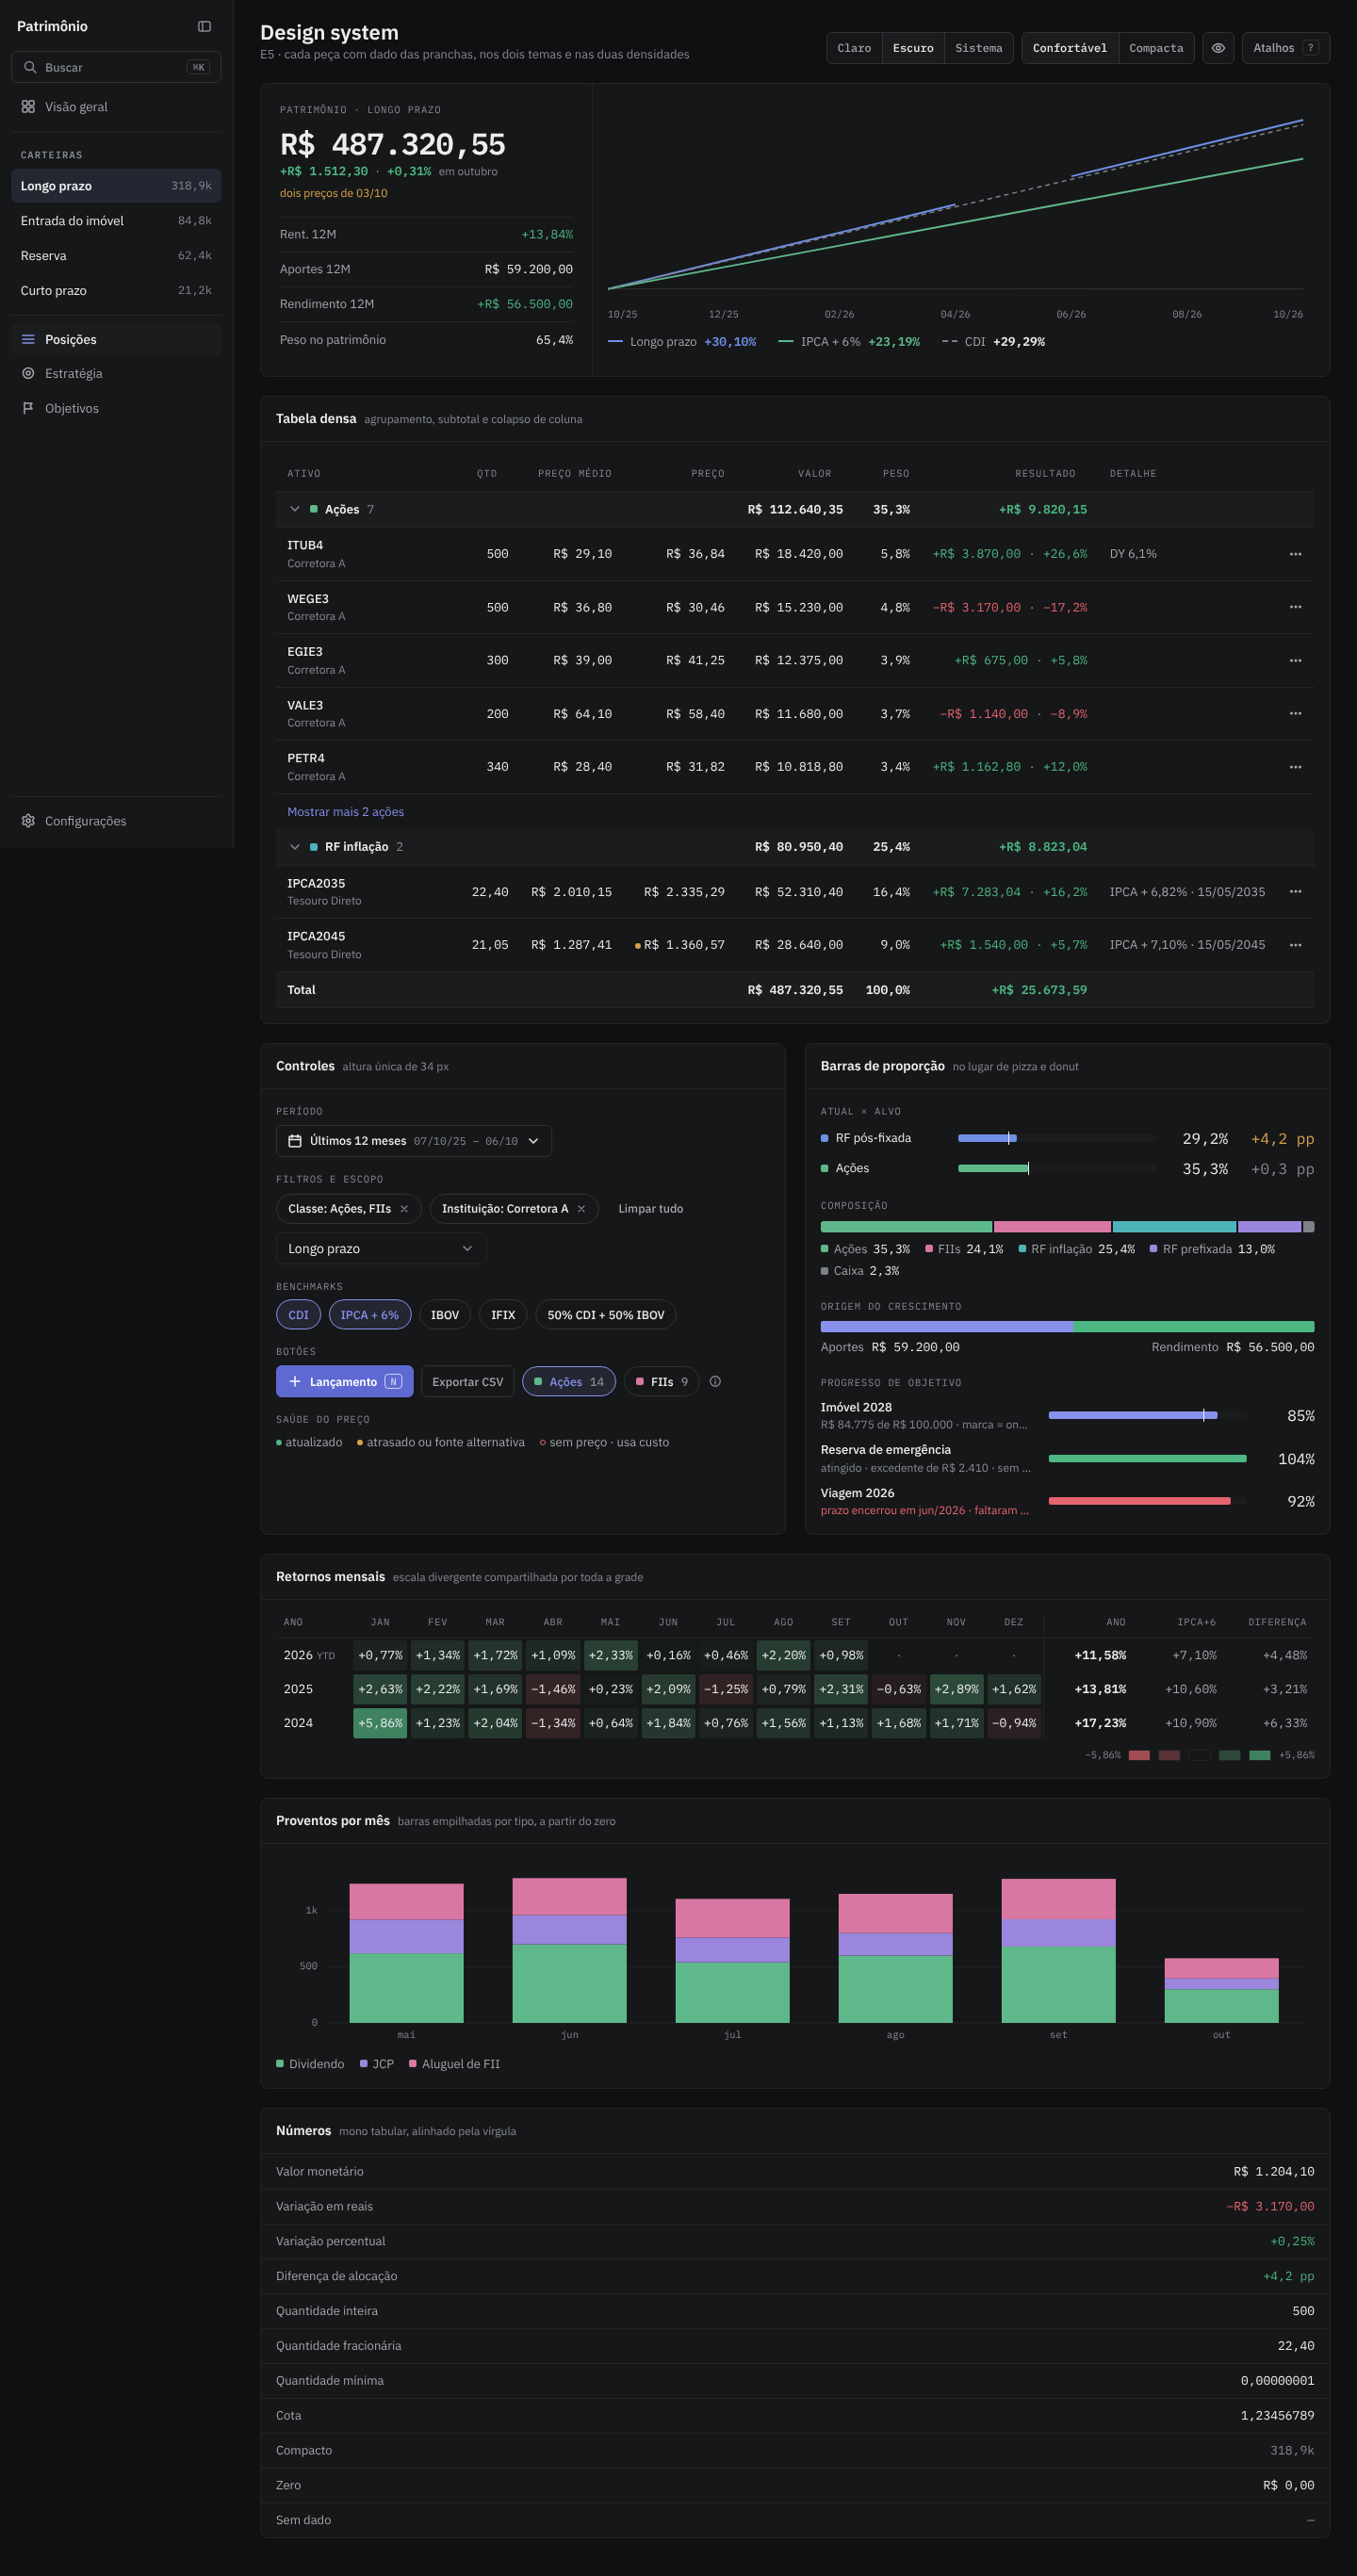 Patrimônio
Buscar ⌘K
Visão geral
CARTEIRAS
Longo prazo 318,9k
Entrada do imóvel 84,8k
Reserva 62,4k
Curto prazo 21,2k
Posições
Estratégia
Objetivos
Configurações
Design system
E5 · cada peça com dado das pranchas, nos dois temas e nas duas densidades
Claro Escuro Sistema Confortável Compacta Atalhos ?
PATRIMÔNIO · LONGO PRAZO
R$ 487.320,55
+R$ 1.512,30 · +0,31% em outubro
dois preços de 03/10
Rent. 12M +13,84%
Aportes 12M R$ 59.200,00
Rendimento 12M +R$ 56.500,00
Peso no patrimônio 65,4%
10/25 12/25 02/26 04/26 06/26 08/26 10/26
Longo prazo +30,10% IPCA + 6% +23,19% CDI +29,29%
Tabela densa agrupamento, subtotal e colapso de coluna
ATIVO QTD PREÇO MÉDIO PREÇO VALOR PESO RESULTADO DETALHE
Ações 7 R$ 112.640,35 35,3% +R$ 9.820,15
ITUB4 500 R$ 29,10 R$ 36,84 R$ 18.420,00 5,8% +R$ 3.870,00 · +26,6% DY 6,1%
Corretora A
WEGE3 500 R$ 36,80 R$ 30,46 R$ 15.230,00 4,8% −R$ 3.170,00 · −17,2%
Corretora A
EGIE3 300 R$ 39,00 R$ 41,25 R$ 12.375,00 3,9% +R$ 675,00 · +5,8%
Corretora A
VALE3 200 R$ 64,10 R$ 58,40 R$ 11.680,00 3,7% −R$ 1.140,00 · −8,9%
Corretora A
PETR4 340 R$ 28,40 R$ 31,82 R$ 10.818,80 3,4% +R$ 1.162,80 · +12,0%
Corretora A
Mostrar mais 2 ações
RF inflação 2 R$ 80.950,40 25,4% +R$ 8.823,04
IPCA2035 22,40 R$ 2.010,15 R$ 2.335,29 R$ 52.310,40 16,4% +R$ 7.283,04 · +16,2% IPCA + 6,82% · 15/05/2035
Tesouro Direto
IPCA2045 21,05 R$ 1.287,41 R$ 1.360,57 R$ 28.640,00 9,0% +R$ 1.540,00 · +5,7% IPCA + 7,10% · 15/05/2045
Tesouro Direto
Total R$ 487.320,55 100,0% +R$ 25.673,59
Controles altura única de 34 px
PERÍODO
Últimos 12 meses 07/10/25 – 06/10
FILTROS E ESCOPO
Classe: Ações, FIIs × Instituição: Corretora A × Limpar tudo
Longo prazo
BENCHMARKS
CDI IPCA + 6% IBOV IFIX 50% CDI + 50% IBOV
BOTÕES
Lançamento N Exportar CSV Ações 14 FIIs 9
SAÚDE DO PREÇO
atualizado atrasado ou fonte alternativa sem preço · usa custo
Barras de proporção no lugar de pizza e donut
ATUAL × ALVO
RF pós-fixada 29,2% +4,2 pp
Ações 35,3% +0,3 pp
COMPOSIÇÃO
Ações 35,3% FIIs 24,1% RF inflação 25,4% RF prefixada 13,0%
Caixa 2,3%
ORIGEM DO CRESCIMENTO
Aportes R$ 59.200,00 Rendimento R$ 56.500,00
PROGRESSO DE OBJETIVO
Imóvel 2028 85%
R$ 84.775 de R$ 100.000 · marca = on...
Reserva de emergência 104%
atingido · excedente de R$ 2.410 · sem ...
Viagem 2026 92%
prazo encerrou em jun/2026 · faltaram ...
Retornos mensais escala divergente compartilhada por toda a grade
ANO JAN FEV MAR ABR MAI JUN JUL AGO SET OUT NOV DEZ ANO IPCA+6 DIFERENÇA
2026 YTD +0,77% +1,34% +1,72% +1,09% +2,33% +0,16% +0,46% +2,20% +0,98% · · · +11,58% +7,10% +4,48%
2025 +2,63% +2,22% +1,69% −1,46% +0,23% +2,09% −1,25% +0,79% +2,31% −0,63% +2,89% +1,62% +13,81% +10,60% +3,21%
2024 +5,86% +1,23% +2,04% −1,34% +0,64% +1,84% +0,76% +1,56% +1,13% +1,68% +1,71% −0,94% +17,23% +10,90% +6,33%
−5,86% +5,86%
Proventos por mês barras empilhadas por tipo, a partir do zero
1k
500
0
mai jun jul ago set out
Dividendo JCP Aluguel de FII
Números mono tabular, alinhado pela vírgula
Valor monetário R$ 1.204,10
Variação em reais −R$ 3.170,00
Variação percentual +0,25%
Diferença de alocação +4,2 pp
Quantidade inteira 500
Quantidade fracionária 22,40
Quantidade mínima 0,00000001
Cota 1,23456789
Compacto 318,9k
Zero R$ 0,00
Sem dado —